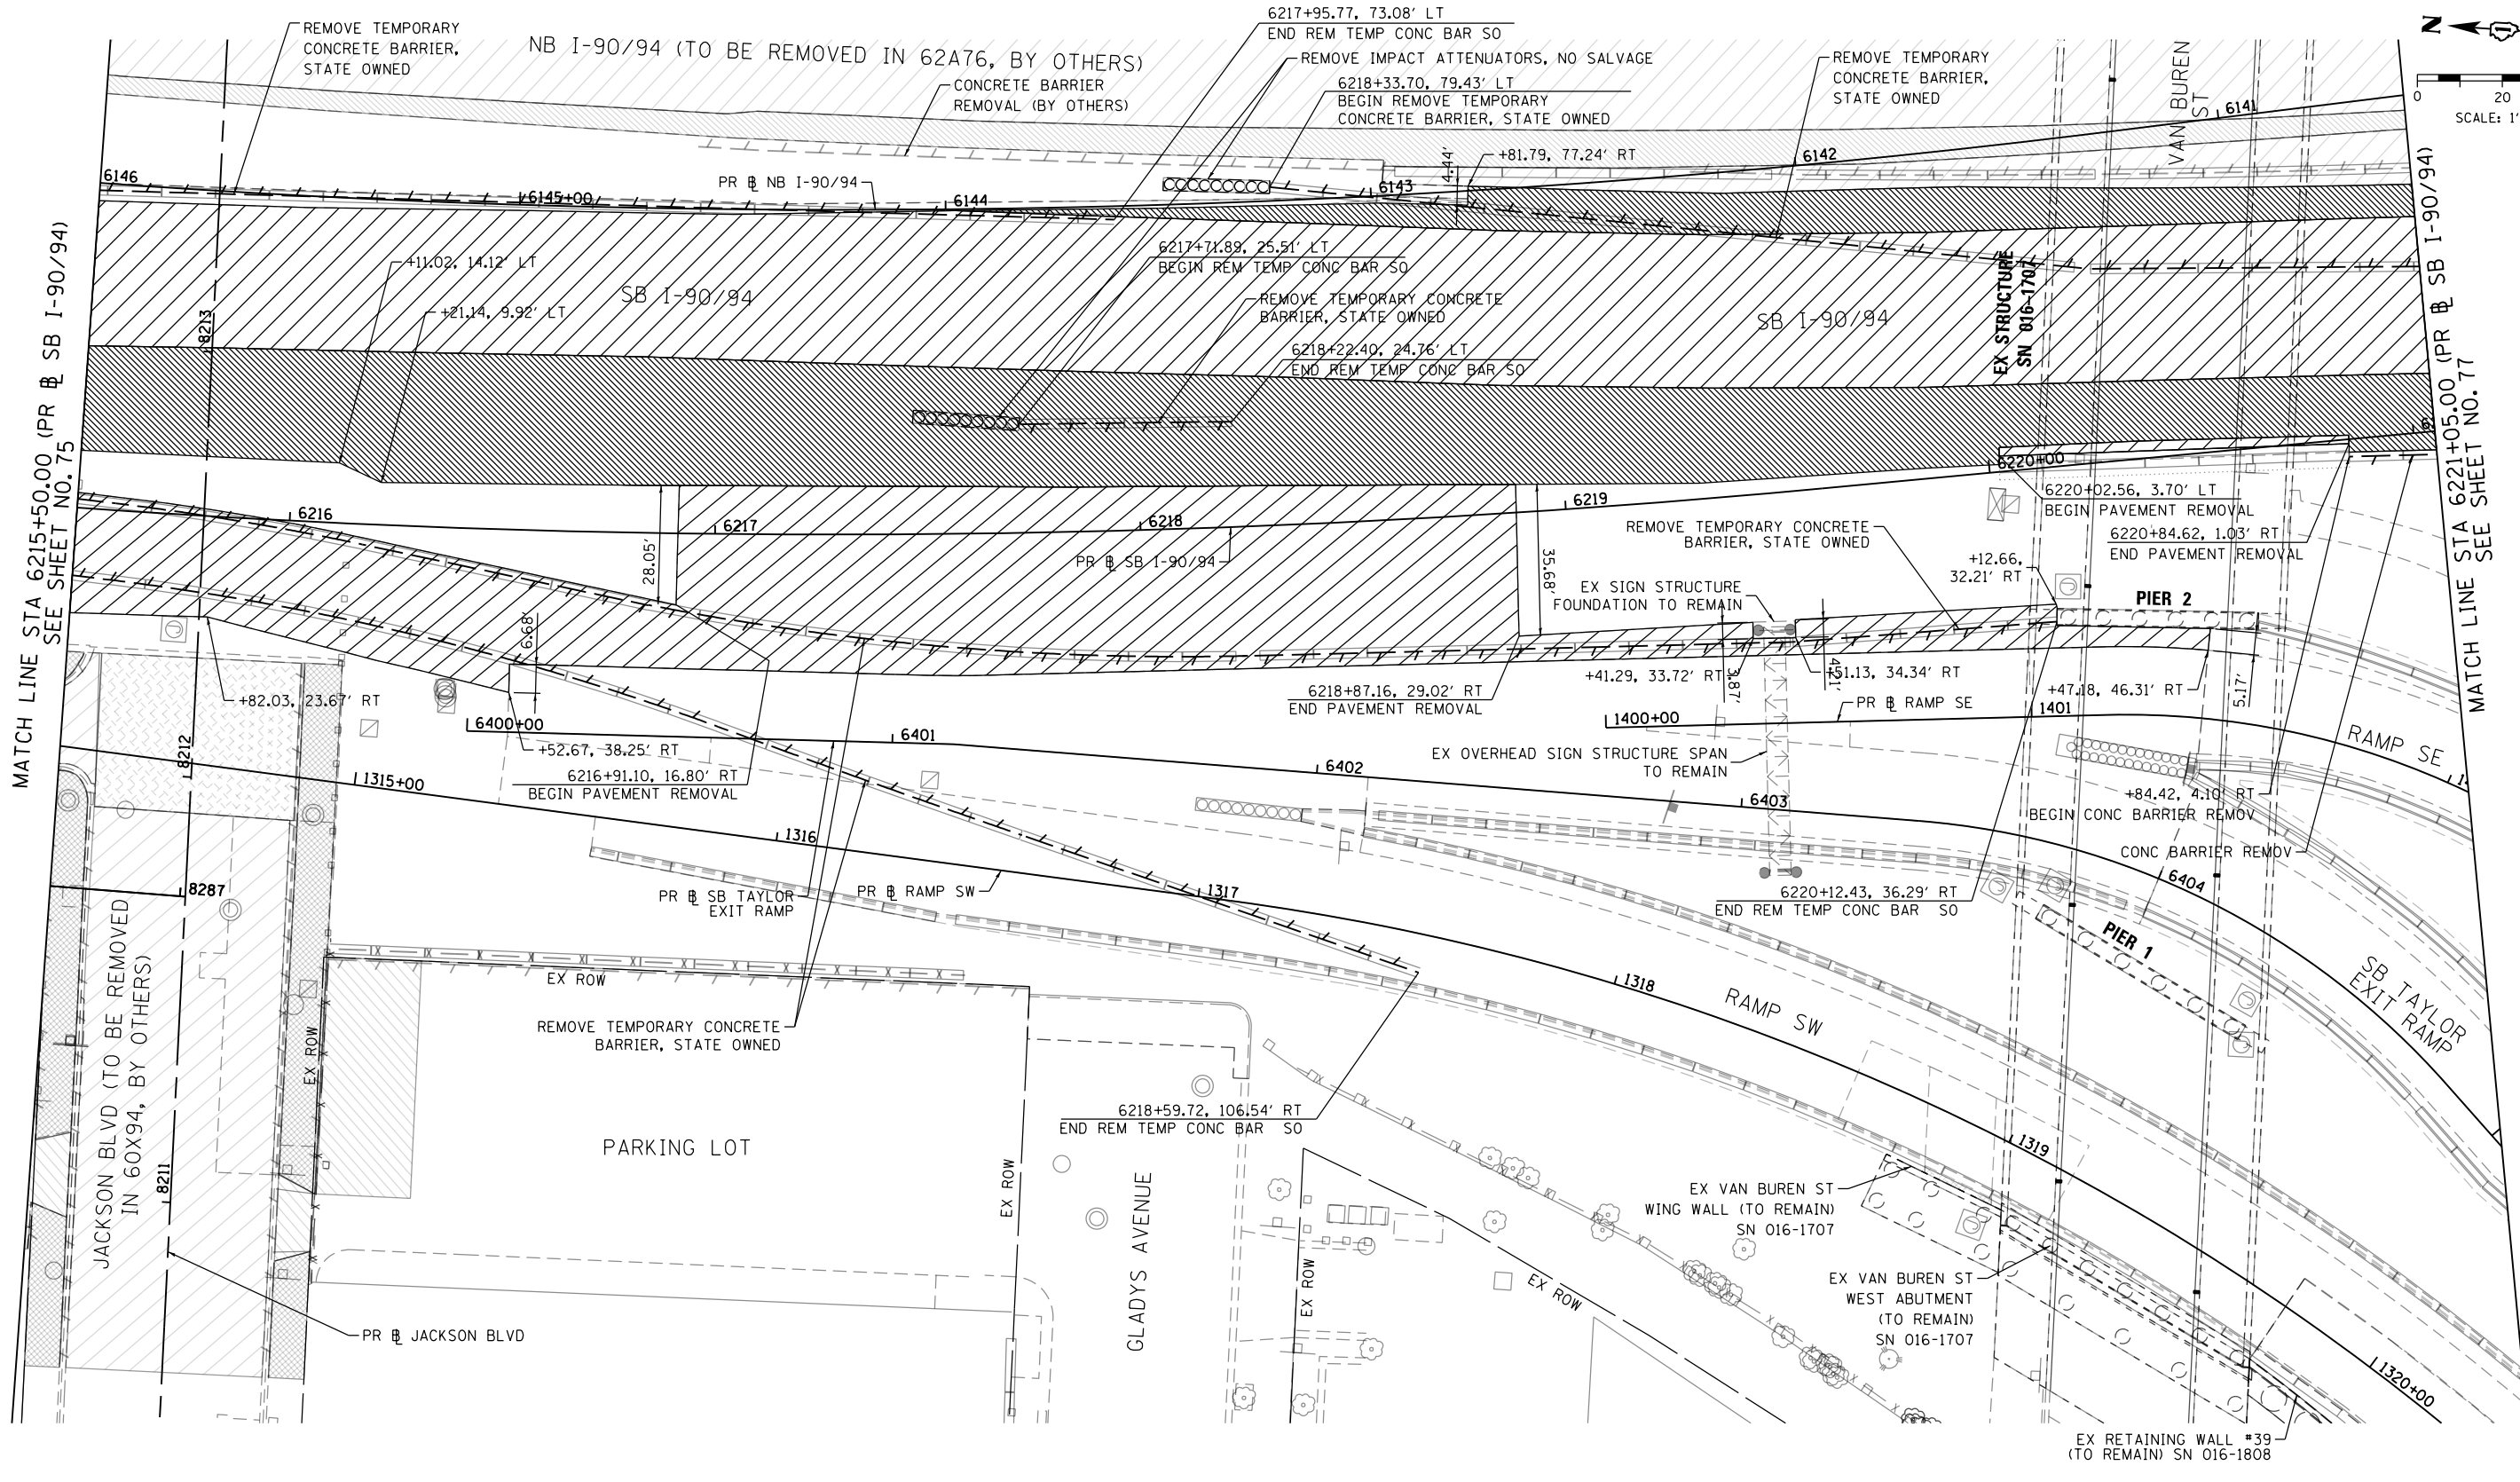 REMOVE TEMPORARY
CONCRETE BARRIER,
STATE OWNED
NB I-90/94 (TO BE REMOVED IN 62A76, BY OTHERS)
CONCRETE BARRIER
REMOVAL (BY OTHERS)
6217+95.77, 73.08' LT
END REM TEMP CONC BAR SO
REMOVE IMPACT ATTENUATORS, NO SALVAGE
6218+33.70, 79.43' LT
BEGIN REMOVE TEMPORARY
CONCRETE BARRIER, STATE OWNED
REMOVE TEMPORARY
CONCRETE BARRIER,
STATE OWNED
VAN BUREN
ST
N
0
20
SCALE: 1'
6141
6142
+81.79, 77.24' RT
4.44'
6143
6144
6145+00
6146
PR BL NB I-90/94
MATCH LINE STA 6215+50.00 (PR BL SB I-90/94)
SEE SHEET NO. 75
MATCH LINE STA 6221+05.00 (PR BL SB I-90/94)
SEE SHEET NO. 77
+11.02, 14.12' LT
+21.14, 9.92' LT
8213
SB I-90/94
6217+71.89, 25.51' LT
BEGIN REM TEMP CONC BAR SO
REMOVE TEMPORARY CONCRETE
BARRIER, STATE OWNED
6218+22.40, 24.76' LT
END REM TEMP CONC BAR SO
SB I-90/94
EX STRUCTURE
SN 016-1707
6216
6217
6218
6219
6220+00
PR BL SB I-90/94
28.05'
35.68'
6220+02.56, 3.70' LT
BEGIN PAVEMENT REMOVAL
6220+84.62, 1.03' RT
END PAVEMENT REMOVAL
REMOVE TEMPORARY CONCRETE
BARRIER, STATE OWNED
+12.66,
32.21' RT
EX SIGN STRUCTURE
FOUNDATION TO REMAIN
PIER 2
6.68'
+82.03, 23.67' RT
+52.67, 38.25' RT
6216+91.10, 16.80' RT
BEGIN PAVEMENT REMOVAL
6218+87.16, 29.02' RT
END PAVEMENT REMOVAL
+41.29, 33.72' RT
3.87'
4.51'
+51.13, 34.34' RT
+47.18, 46.31' RT
5.17'
PR BL RAMP SE
1400+00
1401
RAMP SE
6400+00
6401
6402
6403
6404
EX OVERHEAD SIGN STRUCTURE SPAN
TO REMAIN
+84.42, 4.10' RT
BEGIN CONC BARRIER REMOV
CONC BARRIER REMOV
8212
1315+00
1316
1317
1318
1319
1320+00
8287
PR BL SB TAYLOR
EXIT RAMP
PR BL RAMP SW
6220+12.43, 36.29' RT
END REM TEMP CONC BAR SO
PIER 1
SB TAYLOR
EXIT RAMP
RAMP SW
JACKSON BLVD (TO BE REMOVED
IN 60X94, BY OTHERS)
EX ROW
EX ROW
REMOVE TEMPORARY CONCRETE
BARRIER, STATE OWNED
6218+59.72, 106.54' RT
END REM TEMP CONC BAR SO
8211
PARKING LOT
EX ROW
GLADYS AVENUE
EX ROW
EX ROW
EX VAN BUREN ST
WING WALL (TO REMAIN)
SN 016-1707
EX VAN BUREN ST
WEST ABUTMENT
(TO REMAIN)
SN 016-1707
PR BL JACKSON BLVD
EX RETAINING WALL #39
(TO REMAIN) SN 016-1808